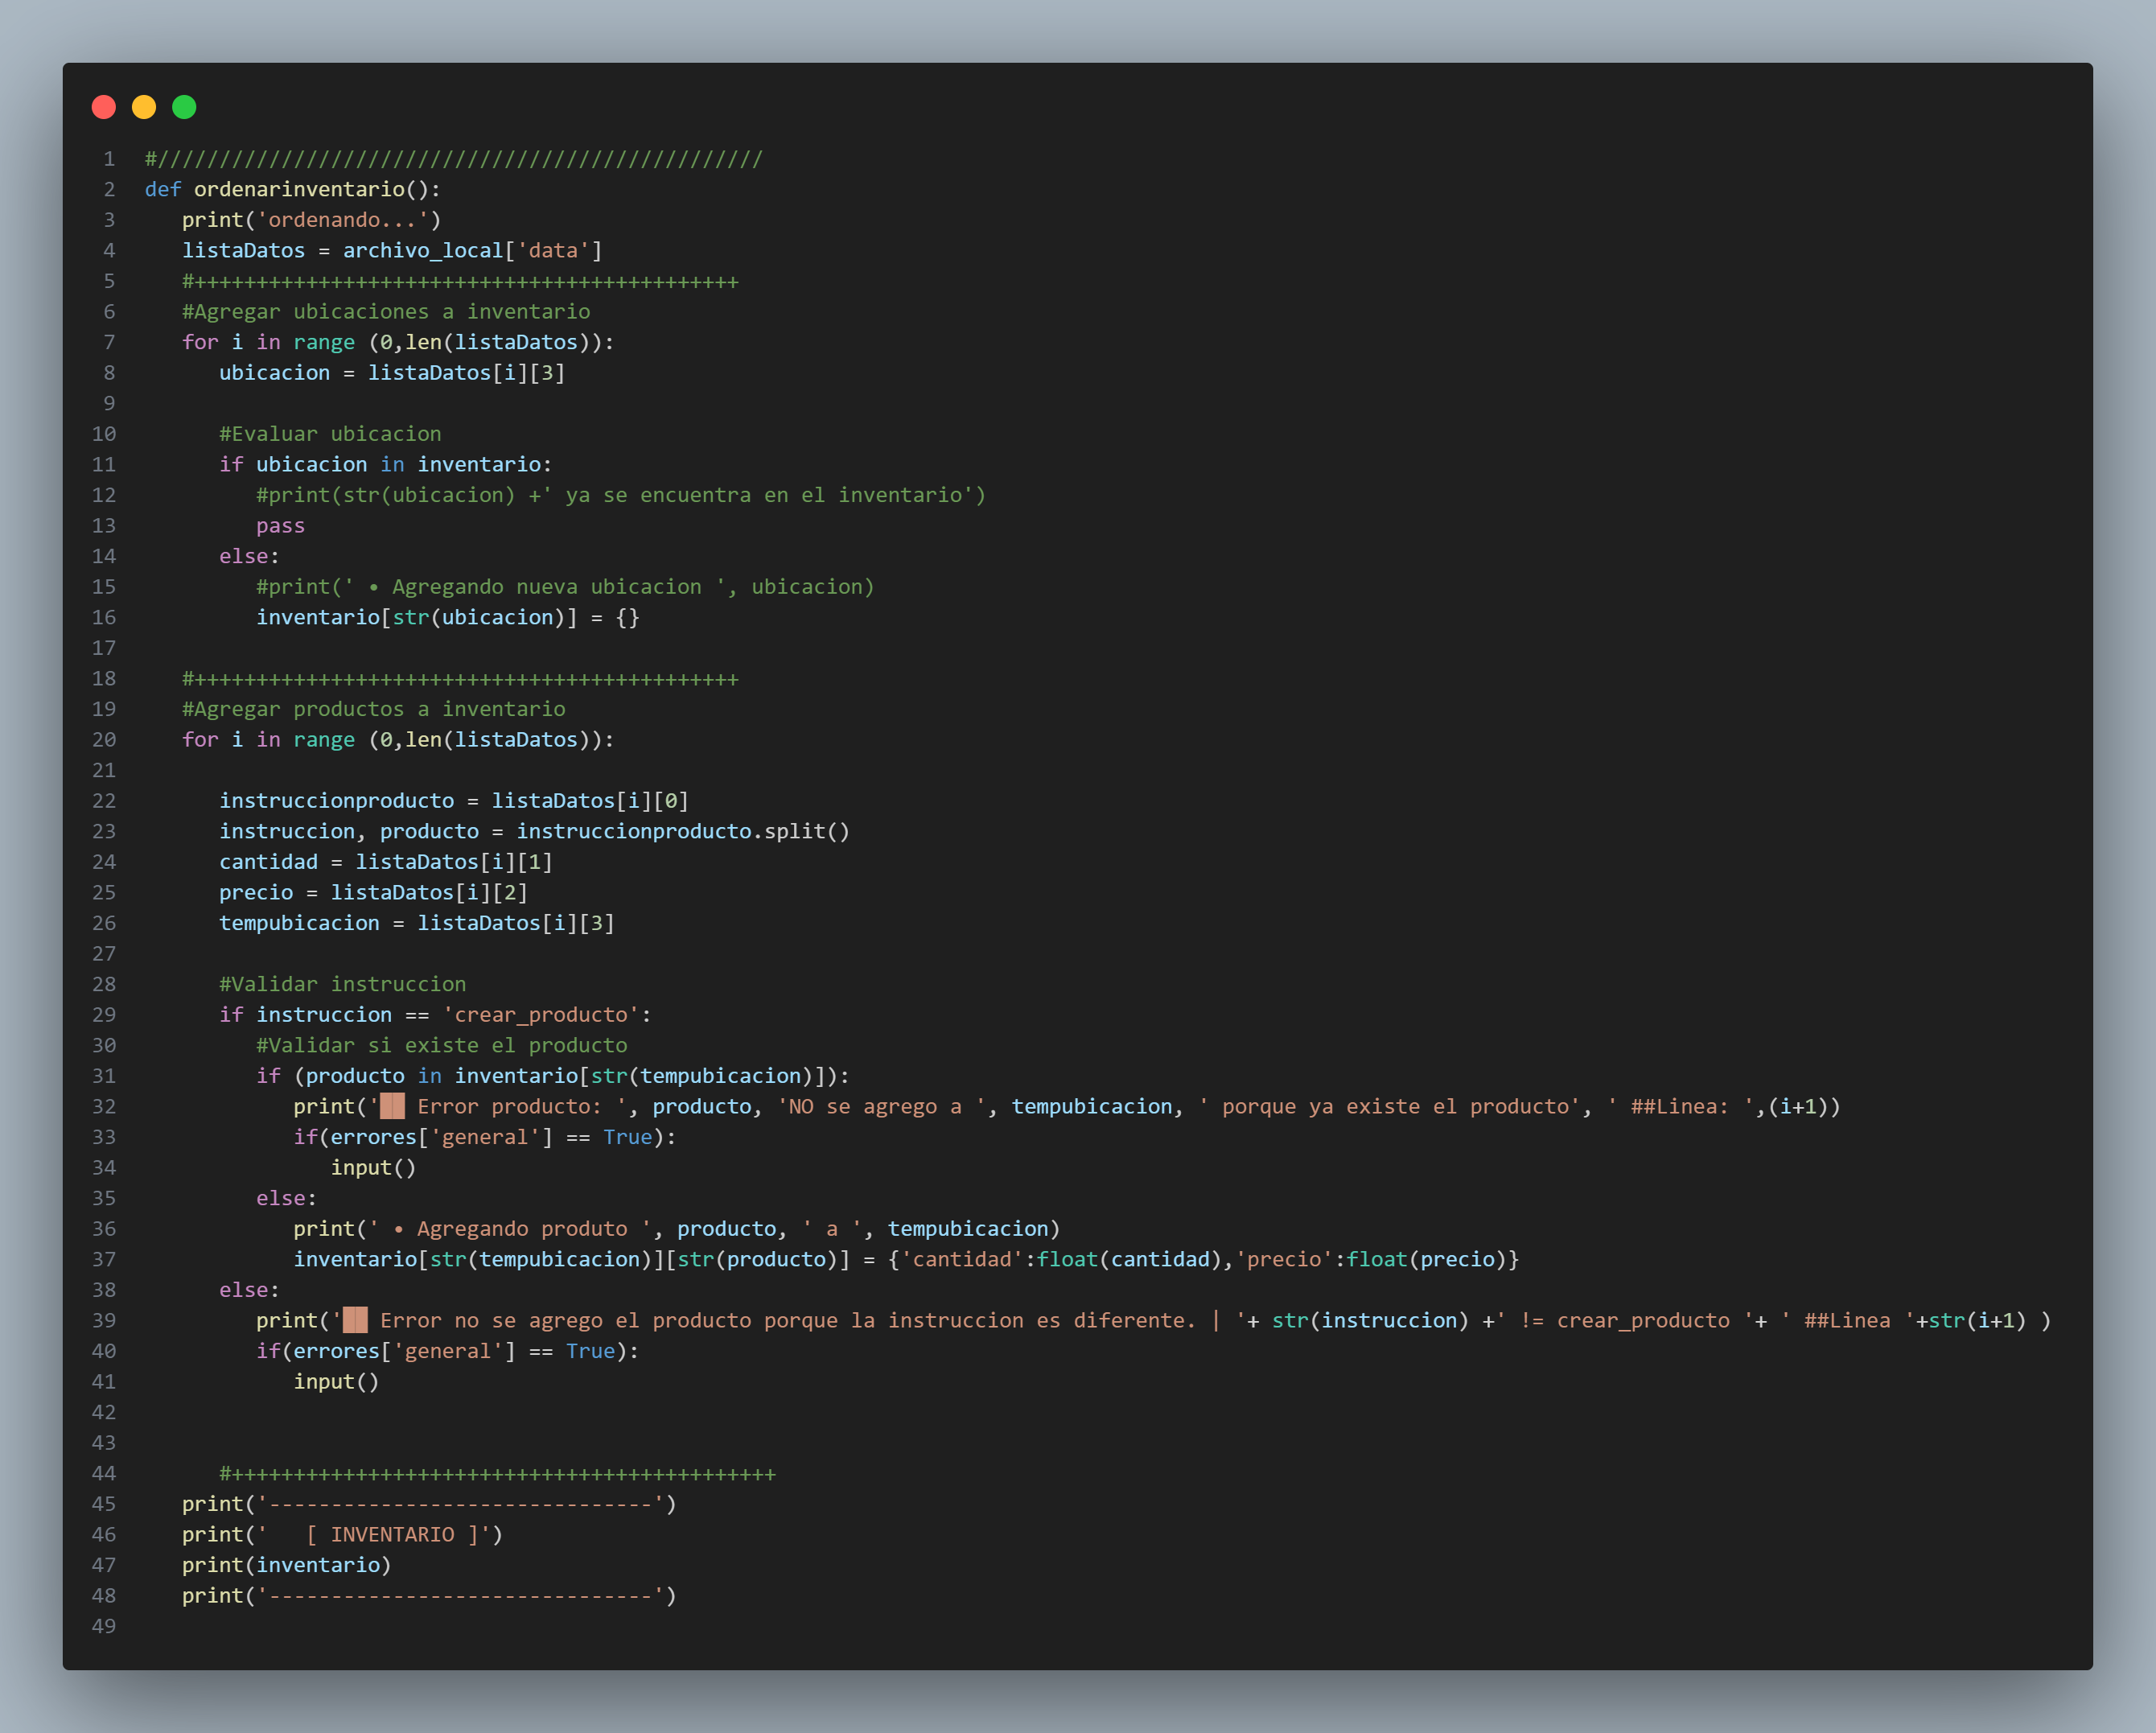 1 #/////////////////////////////////////////////////
2 def ordenarinventario():
3    print('ordenando...')
4    listaDatos = archivo_local['data']
5    #++++++++++++++++++++++++++++++++++++++++++++
6    #Agregar ubicaciones a inventario
7    for i in range (0,len(listaDatos)):
8       ubicacion = listaDatos[i][3]
9
10       #Evaluar ubicacion
11       if ubicacion in inventario:
12          #print(str(ubicacion) +' ya se encuentra en el inventario')
13          pass
14       else:
15          #print(' • Agregando nueva ubicacion ', ubicacion)
16          inventario[str(ubicacion)] = {}
17
18    #++++++++++++++++++++++++++++++++++++++++++++
19    #Agregar productos a inventario
20    for i in range (0,len(listaDatos)):
21
22       instruccionproducto = listaDatos[i][0]
23       instruccion, producto = instruccionproducto.split()
24       cantidad = listaDatos[i][1]
25       precio = listaDatos[i][2]
26       tempubicacion = listaDatos[i][3]
27
28       #Validar instruccion
29       if instruccion == 'crear_producto':
30          #Validar si existe el producto
31          if (producto in inventario[str(tempubicacion)]):
32             print('██ Error producto: ', producto, 'NO se agrego a ', tempubicacion, ' porque ya existe el producto', ' ##Linea: ',(i+1))
33             if(errores['general'] == True):
34                input()
35          else:
36             print(' • Agregando produto ', producto, ' a ', tempubicacion)
37             inventario[str(tempubicacion)][str(producto)] = {'cantidad':float(cantidad),'precio':float(precio)}
38       else:
39          print('██ Error no se agrego el producto porque la instruccion es diferente. | '+ str(instruccion) +' != crear_producto '+ ' ##Linea '+str(i+1) )
40          if(errores['general'] == True):
41             input()
42
43
44       #++++++++++++++++++++++++++++++++++++++++++++
45    print('-------------------------------')
46    print('   [ INVENTARIO ]')
47    print(inventario)
48    print('-------------------------------')
49